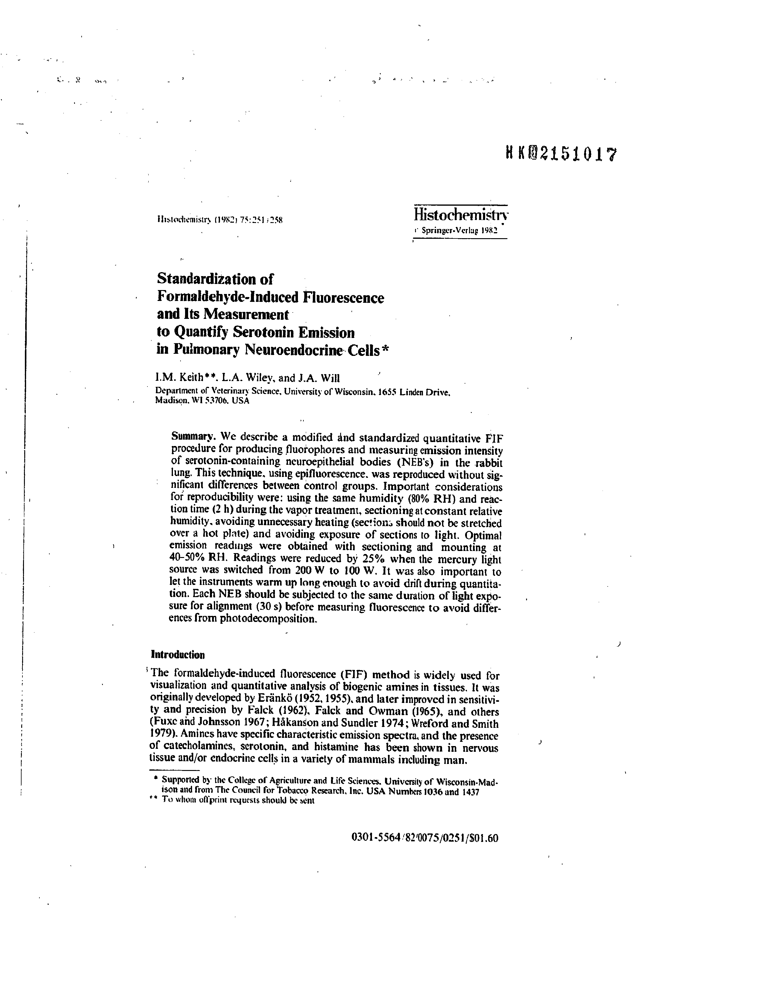 HK02151017
Histochemistry (1982) 75:251-258
Histochemistry
Springer-Verlag 1982
Standardization of
Formaldehyde-Induced Fluorescence
and Its Measurement
to Quantify Serotonin Emission
in Pulmonary Neuroendocrine Cells*
I.M. Keith**, L.A. Wiley, and J.A. Will
Department of Veterinary Science, University of Wisconsin, 1655 Linden Drive,
Madison, WI 53706, USA
Summary. We describe a modified and standardized quantitative FIF
procedure for producing fluorophores and measuring emission intensity
of serotonin-containing neuroepithelial bodies (NEB's) in the rabbit
lung. This technique, using epifluorescence, was reproduced without sig-
nificant differences between control groups. Important considerations
for reproducibility were: using the same humidity (80% RH) and reac-
tion time (2 h) during the vapor treatment, sectioning at constant relative
humidity, avoiding unnecessary heating (sections should not be stretched
over a hot plate) and avoiding exposure of sections to light. Optimal
emission readings were obtained with sectioning and mounting at
40-50% RH. Readings were reduced by 25% when the mercury light
source was switched from 200 W to 100 W. It was also important to
let the instruments warm up long enough to avoid drift during quantita-
tion. Each NEB should be subjected to the same duration of light expo-
sure for alignment (30 s) before measuring fluorescence to avoid differ-
ences from photodecomposition.
Introduction
The formaldehyde-induced fluorescence (FIF) method is widely used for
visualization and quantitative analysis of biogenic amines in tissues. It was
originally developed by Eränkö (1952, 1955), and later improved in sensitivi-
ty and precision by Falck (1962), Falck and Owman (1965), and others
(Fuxe and Johnsson 1967; Håkanson and Sundler 1974; Wreford and Smith
1979). Amines have specific characteristic emission spectra, and the presence
of catecholamines, serotonin, and histamine has been shown in nervous
tissue and/or endocrine cells in a variety of mammals including man.
* Supported by the College of Agriculture and Life Sciences, University of Wisconsin-Mad-
ison and from The Council for Tobacco Research, Inc. USA Numbers 1036 and 1437
** To whom offprint requests should be sent
0301-5564/82/0075/0251/$01.60